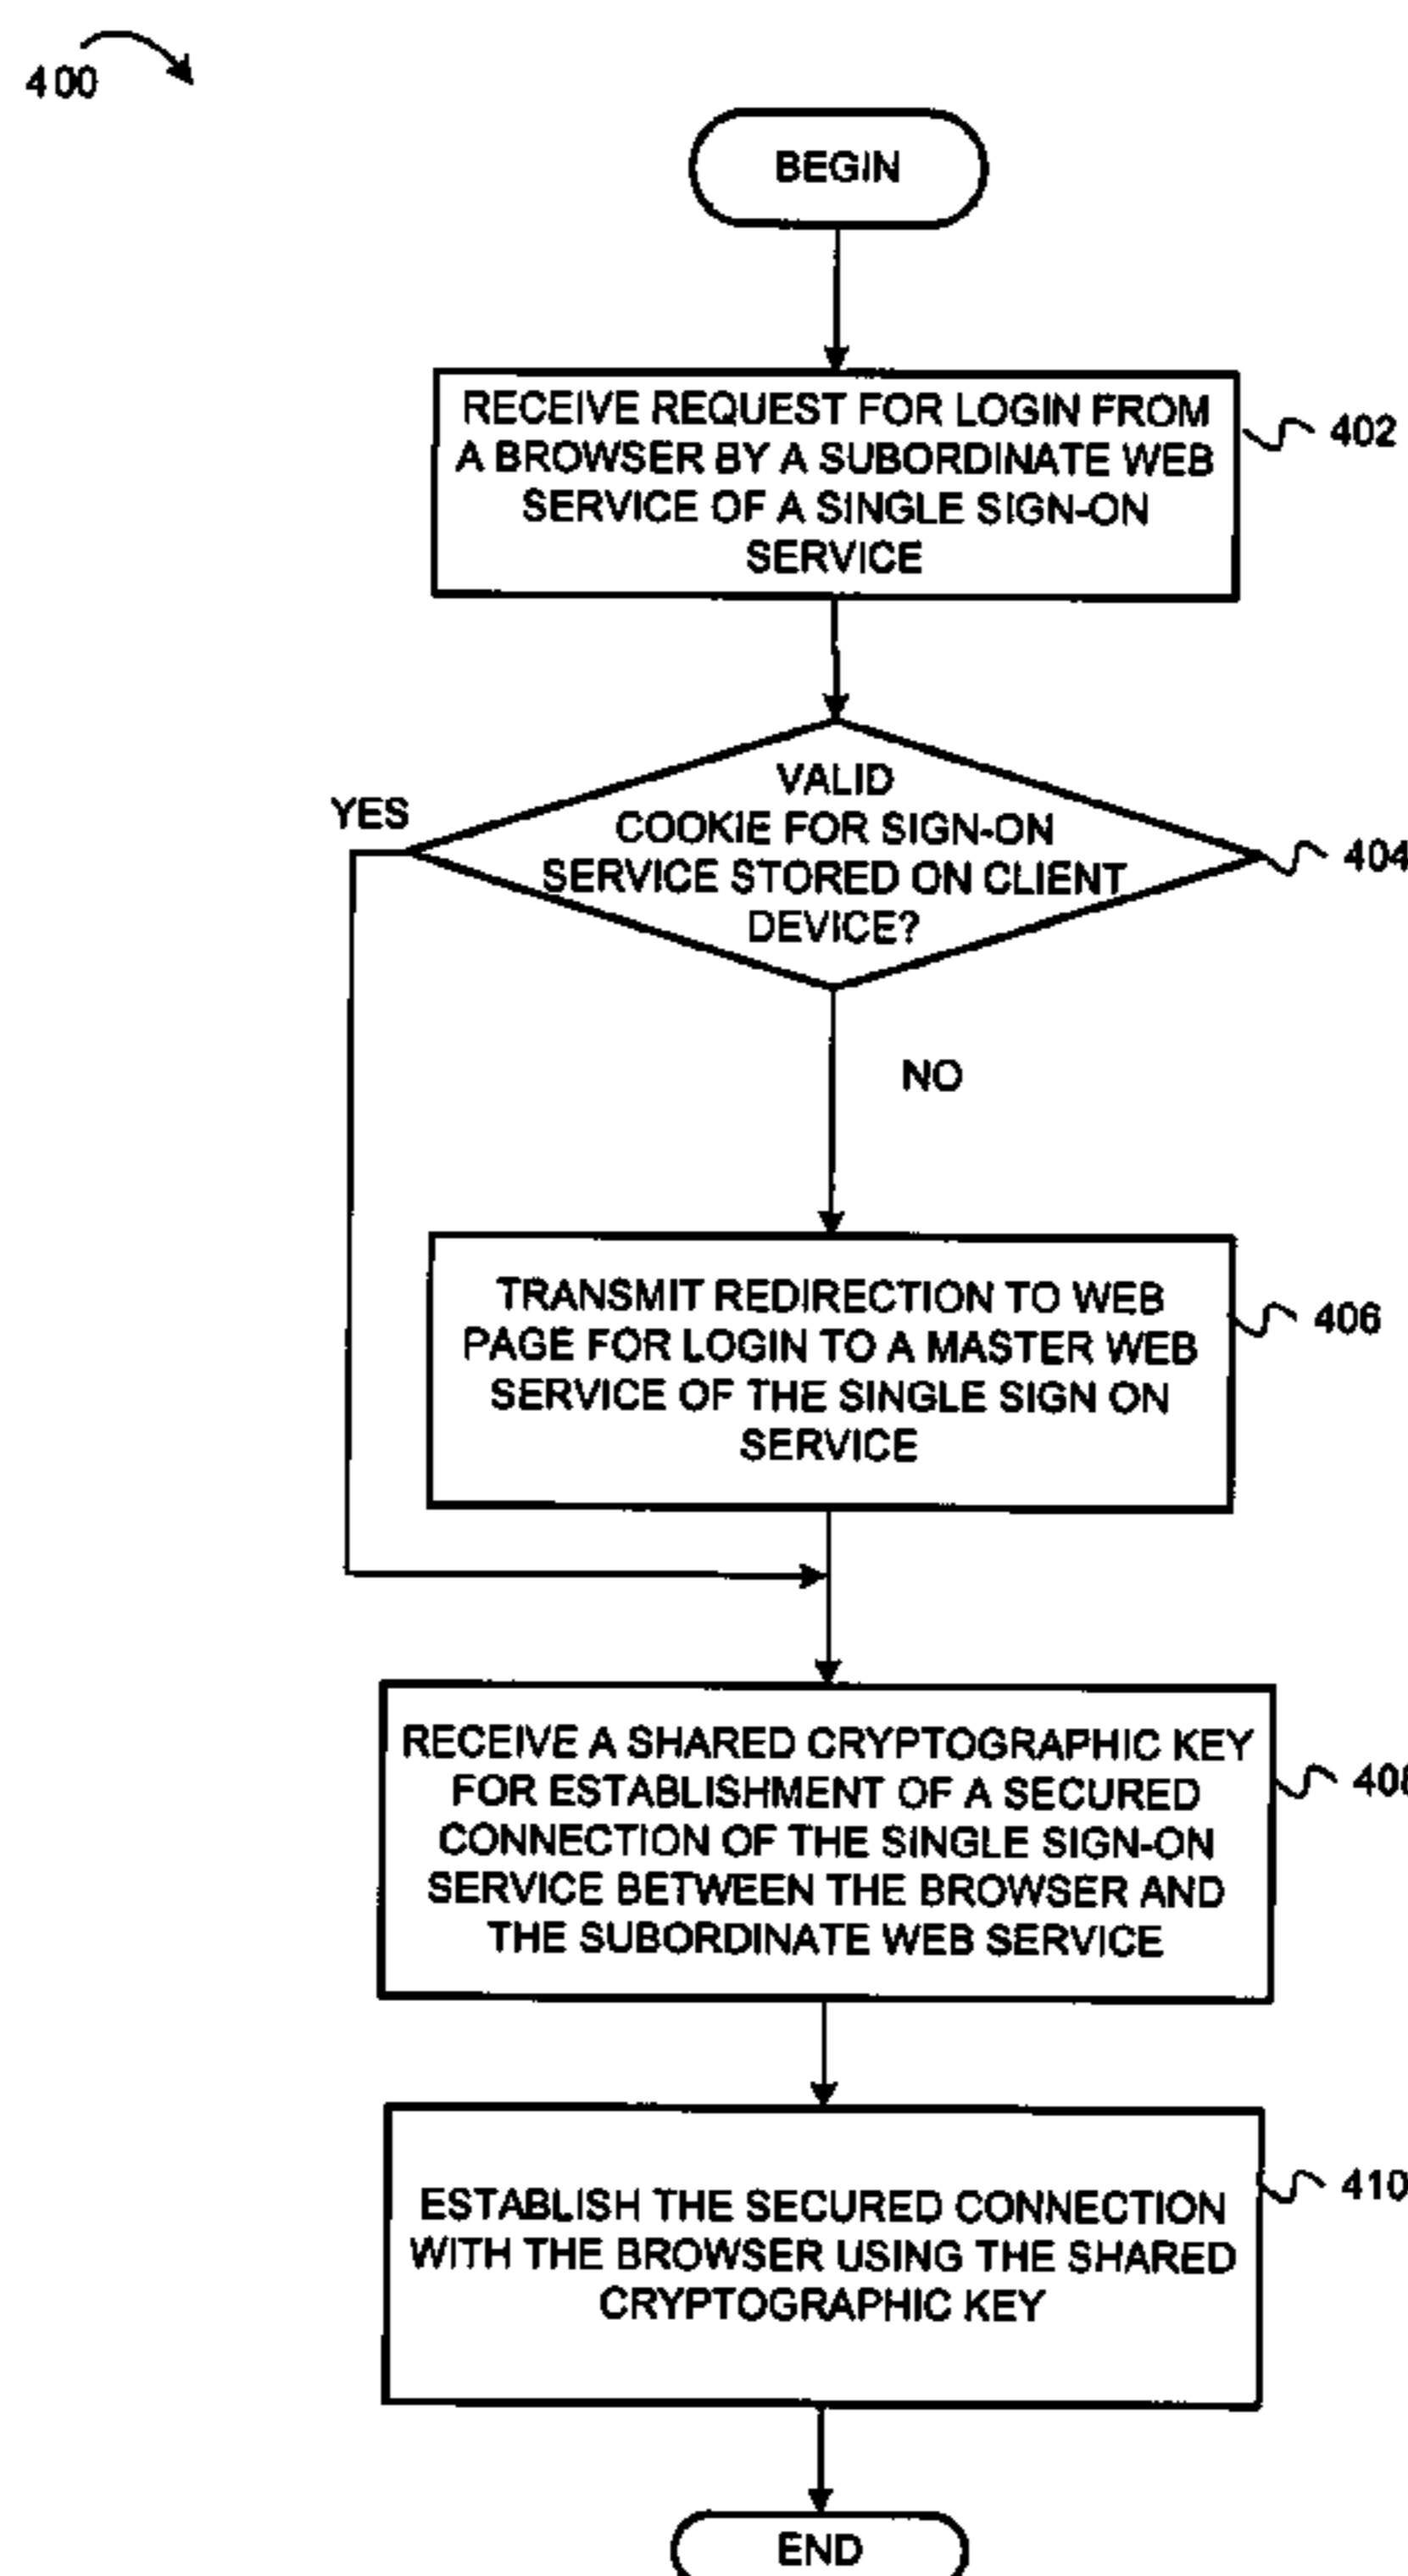 400
BEGIN
RECEIVE REQUEST FOR LOGIN FROM
A BROWSER BY A SUBORDINATE WEB
SERVICE OF A SINGLE SIGN-ON
SERVICE
402
VALID
COOKIE FOR SIGN-ON
SERVICE STORED ON CLIENT
DEVICE?
YES
404
NO
TRANSMIT REDIRECTION TO WEB
PAGE FOR LOGIN TO A MASTER WEB
SERVICE OF THE SINGLE SIGN ON
SERVICE
406
RECEIVE A SHARED CRYPTOGRAPHIC KEY
FOR ESTABLISHMENT OF A SECURED
CONNECTION OF THE SINGLE SIGN-ON
SERVICE BETWEEN THE BROWSER AND
THE SUBORDINATE WEB SERVICE
408
ESTABLISH THE SECURED CONNECTION
WITH THE BROWSER USING THE SHARED
CRYPTOGRAPHIC KEY
410
END